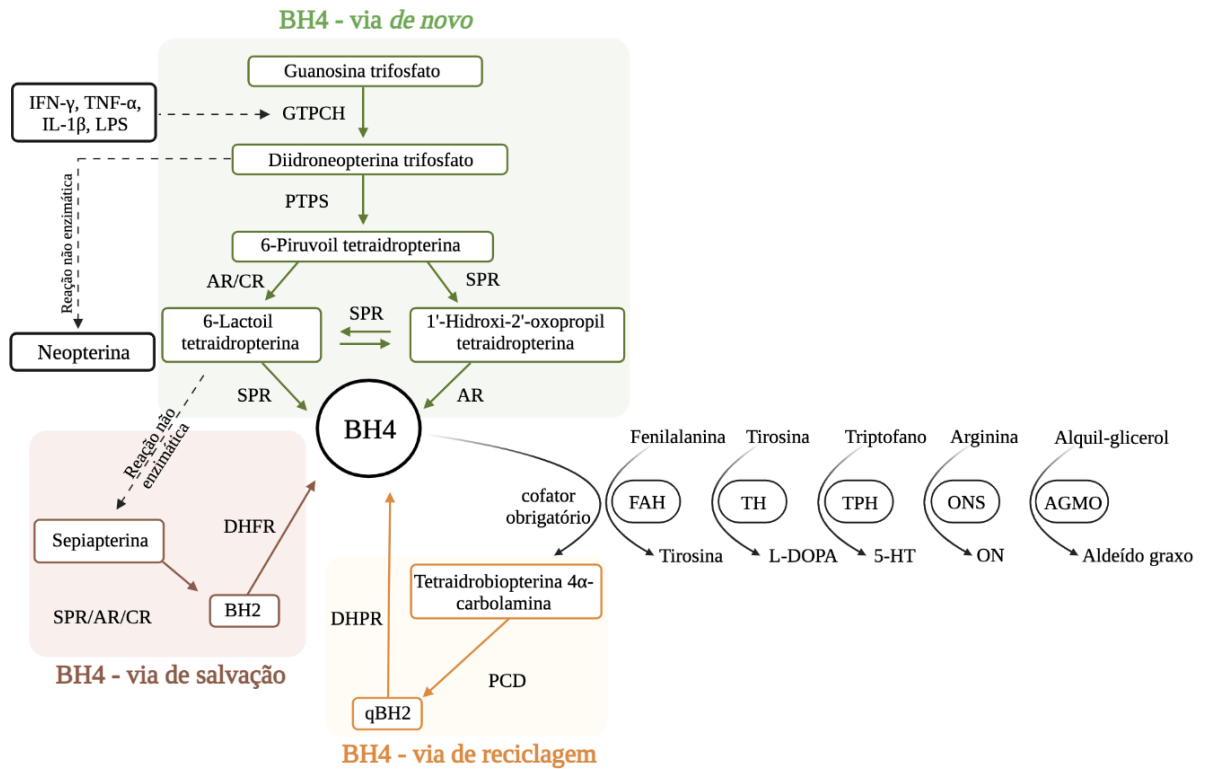 BH4 - via de novo
Guanosina trifosfato
IFN-γ, TNF-α,
IL-1β, LPS
GTPCH
Diidroneopterina trifosfato
Reação não enzimática
PTPS
6-Piruvoil tetraidropterina
AR/CR
SPR
Neopterina
6-Lactoil
tetraidropterina
SPR
1'-Hidroxi-2'-oxopropil
tetraidropterina
SPR
AR
BH4
Reação não
enzimática
Sepiapterina
DHFR
BH2
SPR/AR/CR
BH4 - via de salvação
cofator
obrigatório
Fenilalanina
Tirosina
Triptofano
Arginina
Alquil-glicerol
FAH
TH
TPH
ONS
AGMO
Tirosina
L-DOPA
5-HT
ON
Aldeído graxo
Tetraidrobiopterina 4α-
carbolamina
DHPR
PCD
qBH2
BH4 - via de reciclagem